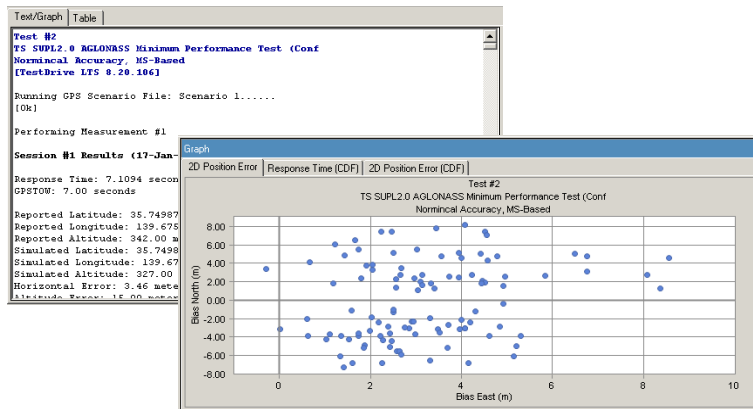 Text/Graph Table
Test #2
TS SUPL2.0 AGLONASS Minimum Performance Test (Conf
Normincal Accuracy, MS-Based
[TestDrive LTS 8.20.106]
Running GPS Scenario File: Scenario 1......
[Ok]
Performing Measurement #1
Session #1 Results (17-Jan-
Response Time: 7.1094 secon
GPSTOW: 7.00 seconds
Reported Latitude: 35.74987
Reported Longitude: 139.675
Reported Altitude: 342.00 m
Simulated Latitude: 35.7498
Simulated Longitude: 139.67
Simulated Altitude: 327.00
Horizontal Error: 3.46 mete
Altitude Error: 15.00 meter
Graph
2D Position Error Response Time (CDF) 2D Position Error (CDF)
Test #2
TS SUPL2.0 AGLONASS Minimum Performance Test (Conf
Normincal Accuracy, MS-Based
Bias North (m)
8.00
6.00
4.00
2.00
0.00
-2.00
-4.00
-6.00
-8.00
0 2 4 6 8 10
Bias East (m)